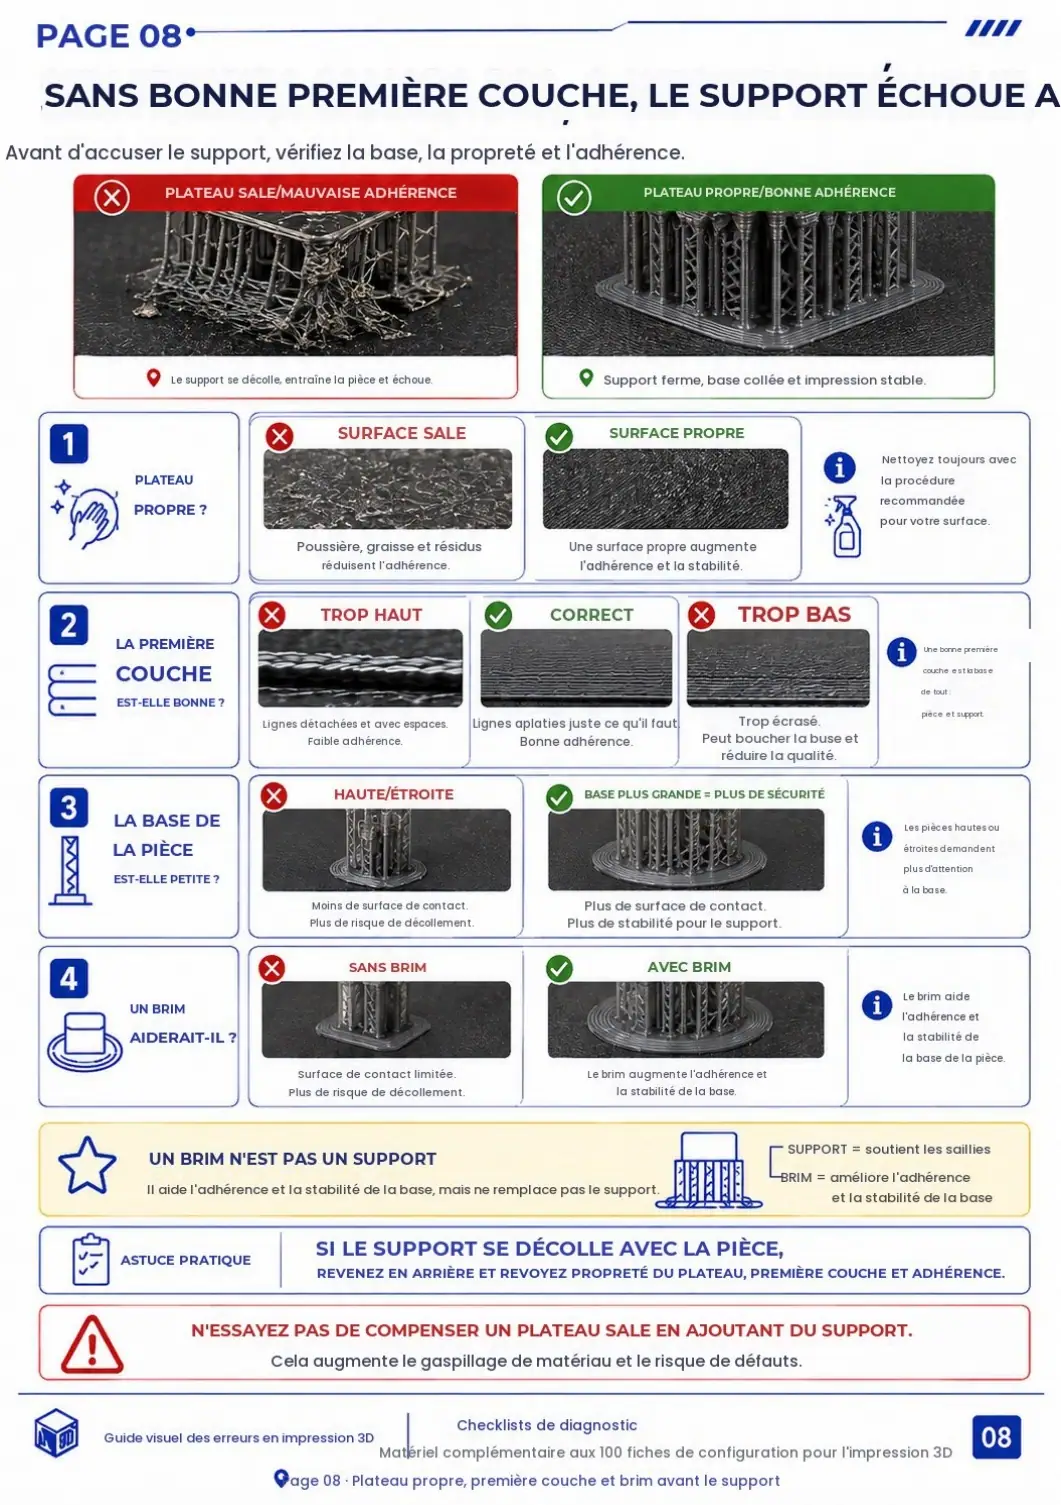 PAGE 08
SANS BONNE PREMIÈRE COUCHE, LE SUPPORT ÉCHOUE A
Avant d'accuser le support, vérifiez la base, la propreté et l'adhérence.
PLATEAU SALE/MAUVAISE ADHÉRENCE
Le support se décolle, entraîne la pièce et échoue.
PLATEAU PROPRE/BONNE ADHÉRENCE
Support ferme, base collée et impression stable.
1
PLATEAU
PROPRE ?
SURFACE SALE
Poussière, graisse et résidus
réduisent l'adhérence.
SURFACE PROPRE
Une surface propre augmente
l'adhérence et la stabilité.
Nettoyez toujours avec
la procédure
recommandée
pour votre surface.
2
LA PREMIÈRE
COUCHE
EST-ELLE BONNE ?
TROP HAUT
Lignes détachées et avec espaces.
Faible adhérence.
CORRECT
Lignes aplaties juste ce qu'il faut.
Bonne adhérence.
TROP BAS
Trop écrasé.
Peut boucher la buse et
réduire la qualité.
Une bonne première
couche est la base
de tout :
pièce et support.
3
LA BASE DE
LA PIÈCE
EST-ELLE PETITE ?
HAUTE/ÉTROITE
Moins de surface de contact.
Plus de risque de décollement.
BASE PLUS GRANDE = PLUS DE SÉCURITÉ
Plus de surface de contact.
Plus de stabilité pour le support.
Les pièces hautes ou
étroites demandent
plus d'attention
à la base.
4
UN BRIM
AIDERAIT-IL ?
SANS BRIM
Surface de contact limitée.
Plus de risque de décollement.
AVEC BRIM
Le brim augmente l'adhérence et
la stabilité de la base.
Le brim aide
l'adhérence et
la stabilité de
la base de la pièce.
UN BRIM N'EST PAS UN SUPPORT
Il aide l'adhérence et la stabilité de la base, mais ne remplace pas le support.
SUPPORT = soutient les saillies
BRIM = améliore l'adhérence
et la stabilité de la base
ASTUCE PRATIQUE
SI LE SUPPORT SE DÉCOLLE AVEC LA PIÈCE,
REVENEZ EN ARRIÈRE ET REVOYEZ PROPRETÉ DU PLATEAU, PREMIÈRE COUCHE ET ADHÉRENCE.
N'ESSAYEZ PAS DE COMPENSER UN PLATEAU SALE EN AJOUTANT DU SUPPORT.
Cela augmente le gaspillage de matériau et le risque de défauts.
Guide visuel des erreurs en impression 3D
Checklists de diagnostic
Matériel complémentaire aux 100 fiches de configuration pour l'impression 3D
age 08 · Plateau propre, première couche et brim avant le support
08